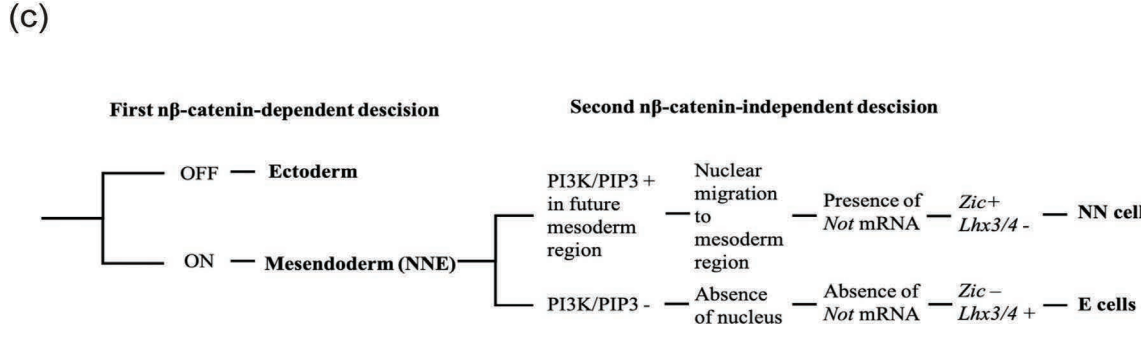 (c)
First nβ-catenin-dependent descision
Second nβ-catenin-independent descision
OFF
Ectoderm
ON
Mesendoderm (NNE)
PI3K/PIP3 +
in future
mesoderm
region
Nuclear
migration
to
mesoderm
region
Presence of
Not mRNA
Zic+
Lhx3/4 -
NN cell
PI3K/PIP3 -
Absence
of nucleus
Absence of
Not mRNA
Zic –
Lhx3/4 +
E cells